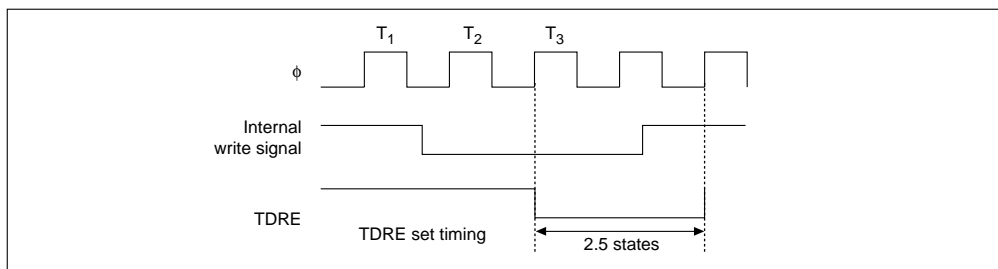 T1 T2 T3
ϕ
Internal
write signal
TDRE
TDRE set timing
2.5 states